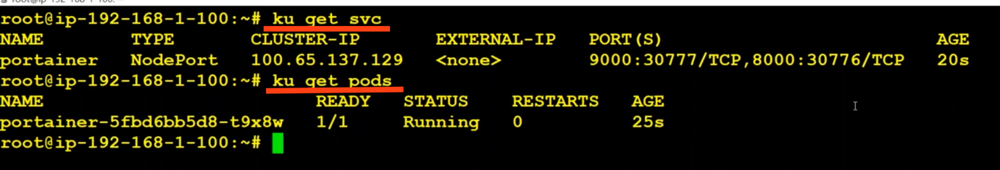 root@ip-192-168-1-100:~# ku get svc
NAME TYPE CLUSTER-IP EXTERNAL-IP PORT(S) AGE
portainer NodePort 100.65.137.129 <none> 9000:30777/TCP,8000:30776/TCP 20s
root@ip-192-168-1-100:~# ku get pods
NAME READY STATUS RESTARTS AGE
portainer-5fbd6bb5d8-t9x8w 1/1 Running 0 25s
root@ip-192-168-1-100:~#